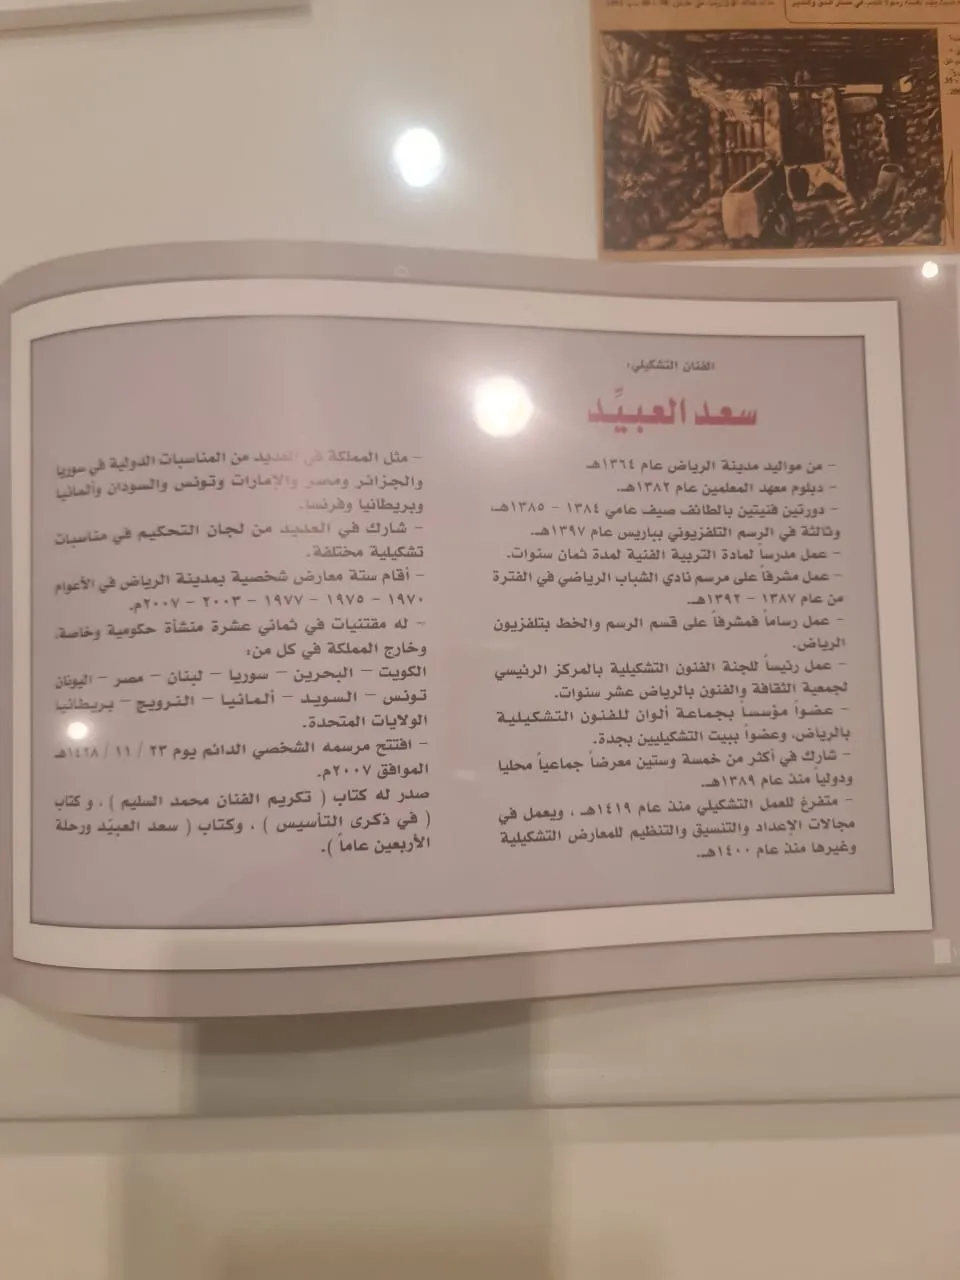 الفنان التشكيلي:
سعد العبيِّد
- من مواليد مدينة الرياض عام ١٣٦٤هـ
- دبلوم معهد المعلمين عام ١٣٨٢هـ.
- دورتين فنيتين بالطائف صيف عامي ١٣٨٤ - ١٣٨٥هـ،
وثالثة في الرسم التلفزيوني بباريس عام ١٣٩٧هـ.
- عمل مدرساً لمادة التربية الفنية لمدة ثمان سنوات.
- عمل مشرفاً على مرسم نادي الشباب الرياضي في الفترة
من عام ١٣٨٧ - ١٣٩٢هـ.
- عمل رساماً فمشرفاً على قسم الرسم والخط بتلفزيون
الرياض.
- عمل رئيساً للجنة الفنون التشكيلية بالمركز الرئيسي
لجمعية الثقافة والفنون بالرياض عشر سنوات.
- عضواً مؤسساً بجماعة ألوان للفنون التشكيلية
بالرياض، وعضواً ببيت التشكيليين بجدة.
- شارك في أكثر من خمسة وستين معرضاً جماعياً محليا
ودولياً منذ عام ١٣٨٩هـ.
- متفرغ للعمل التشكيلي منذ عام ١٤١٩هـ ، ويعمل في
مجالات الإعداد والتنسيق والتنظيم للمعارض التشكيلية
وغيرها منذ عام ١٤٠٠هـ.
- مثل المملكة في العديد من المناسبات الدولية في سوريا
والجزائر ومصر والإمارات وتونس والسودان وألمانيا
وبريطانيا وفرنسا.
- شارك في العديد من لجان التحكيم في مناسبات
تشكيلية مختلفة.
- أقام ستة معارض شخصية بمدينة الرياض في الأعوام
١٩٧٠ - ١٩٧٥ - ١٩٧٧ - ٢٠٠٣ - ٢٠٠٧م.
- له مقتنيات في ثماني عشرة منشأة حكومية وخاصة،
وخارج المملكة في كل من:
الكويت - البحرين - سوريا - لبنان - مصر - اليونان
تونس - السويد - ألمانيا - النرويج - بريطانيا
الولايات المتحدة.
- افتتح مرسمه الشخصي الدائم يوم ٢٣ / ١١ / ١٤٢٨هـ
الموافق ٢٠٠٧م.
صدر له كتاب ( تكريم الفنان محمد السليم ) ، وكتاب
( في ذكرى التأسيس ) ، وكتاب ( سعد العبيّد ورحلة
الأربعين عاماً ).